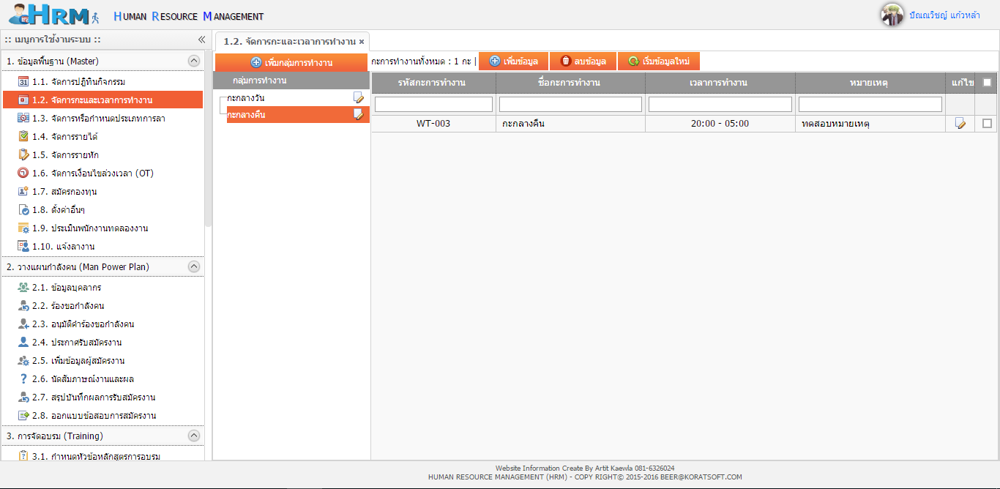 HRM HUMAN RESOURCE MANAGEMENT
ปัณณวิชญ์ แก้วหล้า
:: เมนูการใช้งานระบบ ::
1. ข้อมูลพื้นฐาน (Master)
31 1.1. จัดการปฏิทินกิจกรรม
1.2. จัดการกะและเวลาการทำงาน
1.3. จัดการหรือกำหนดประเภทการลา
1.4. จัดการรายได้
1.5. จัดการรายหัก
1.6. จัดการเงื่อนไขล่วงเวลา (OT)
1.7. สมัครกองทุน
1.8. ตั้งค่าอื่นๆ
1.9. ประเมินพนักงานทดลองงาน
1.10. แจ้งลางาน
2. วางแผนกำลังคน (Man Power Plan)
2.1. ข้อมูลบุคลากร
2.2. ร้องขอกำลังคน
2.3. อนุมัติคำร้องขอกำลังคน
2.4. ประกาศรับสมัครงาน
2.5. เพิ่มข้อมูลผู้สมัครงาน
2.6. นัดสัมภาษณ์งานและผล
2.7. สรุปบันทึกผลการรับสมัครงาน
2.8. ออกแบบข้อสอบการสมัครงาน
3. การจัดอบรม (Training)
3.1. กำหนดหัวข้อหลักสูตรการอบรม
1.2. จัดการกะและเวลาการทำงาน
เพิ่มกลุ่มการทำงาน
กลุ่มการทำงาน
กะกลางวัน
กะกลางคืน
กะการทำงานทั้งหมด : 1 กะ | เพิ่มข้อมูล ลบข้อมูล เริ่มข้อมูลใหม่
รหัสกะการทำงาน ชื่อกะการทำงาน เวลาการทำงาน หมายเหตุ แก้ไข
WT-003 กะกลางคืน 20:00 - 05:00 ทดสอบหมายเหตุ
Website Information Create By Artit Kaewla 081-6326024
HUMAN RESOURCE MANAGEMENT (HRM) - COPY RIGHT© 2015-2016 BEER@KORATSOFT.COM